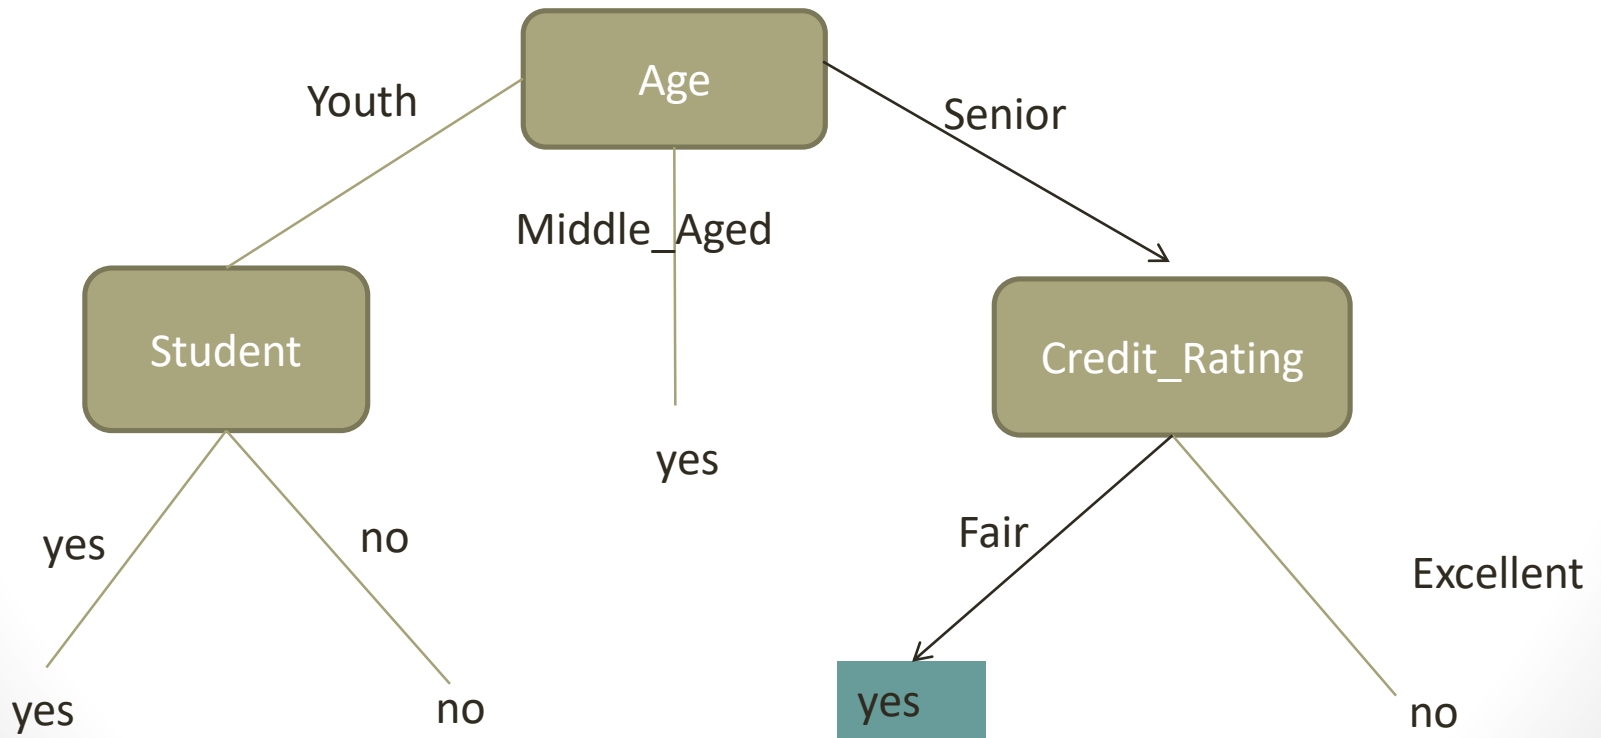 Age
Youth
Senior
Middle_Aged
Student
Credit_Rating
yes
yes
no
Fair
Excellent
yes
no
yes
no